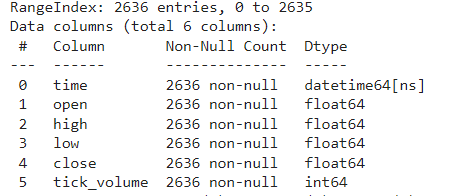 RangeIndex: 2636 entries, 0 to 2635
Data columns (total 6 columns):
 #   Column       Non-Null Count  Dtype
---  ------       --------------  -----
 0   time         2636 non-null   datetime64[ns]
 1   open         2636 non-null   float64
 2   high         2636 non-null   float64
 3   low          2636 non-null   float64
 4   close        2636 non-null   float64
 5   tick_volume  2636 non-null   int64